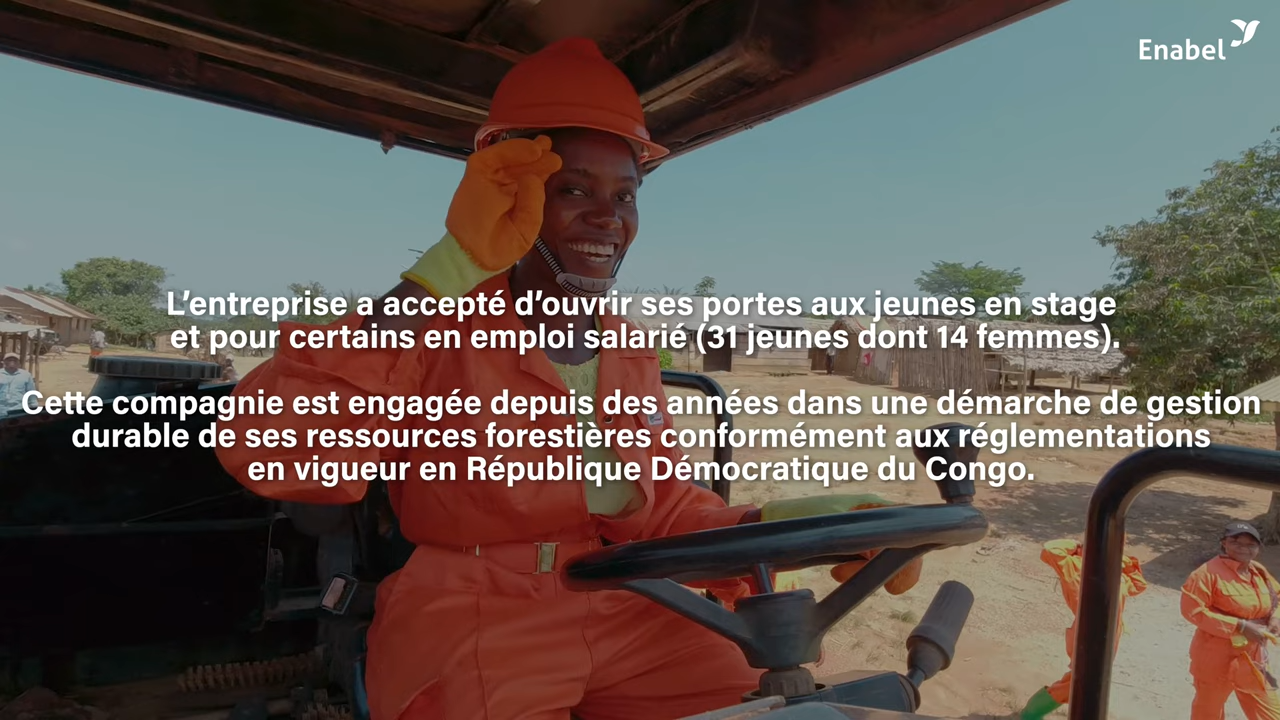 Enabel
L’entreprise a accepté d’ouvrir ses portes aux jeunes en stage
et pour certains en emploi salarié (31 jeunes dont 14 femmes).
Cette compagnie est engagée depuis des années dans une démarche de gestion
durable de ses ressources forestières conformément aux réglementations
en vigueur en République Démocratique du Congo.